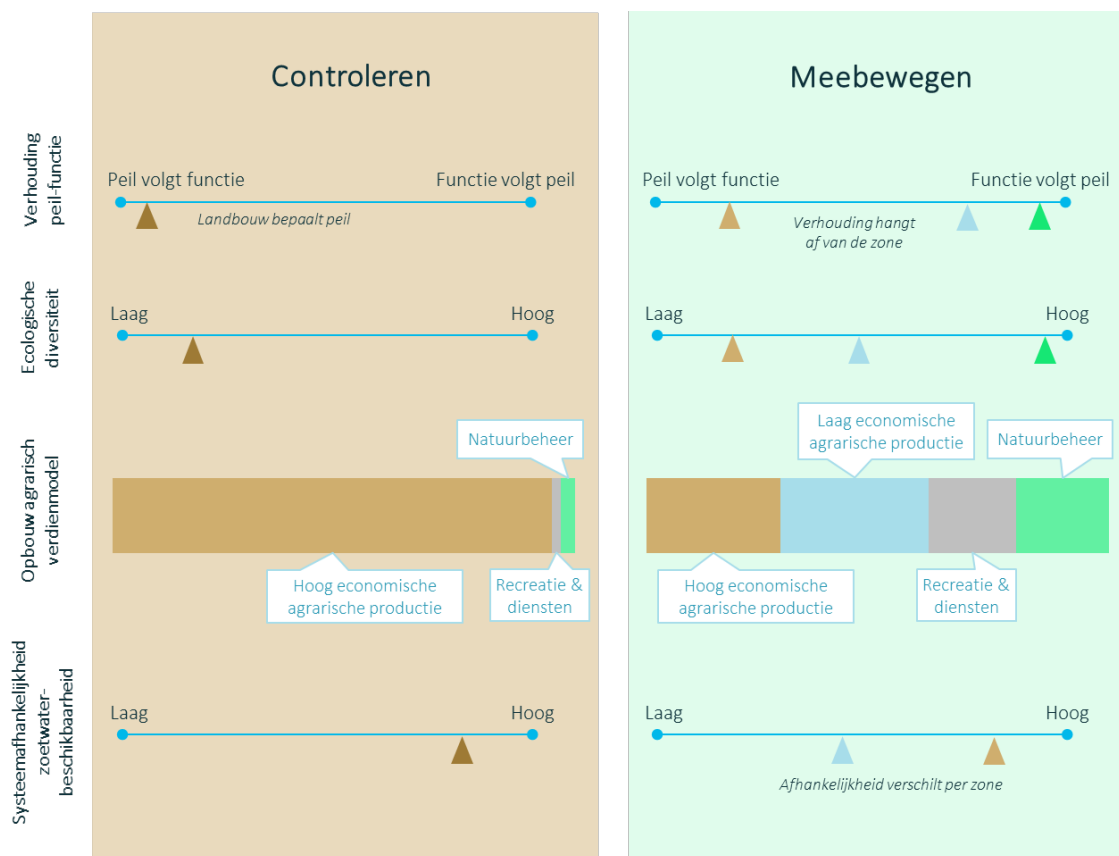 Controleren
Meebewegen
Verhouding
peil-functie
Peil volgt functie
Functie volgt peil
Landbouw bepaalt peil
Peil volgt functie
Functie volgt peil
Verhouding hangt
af van de zone
Ecologische
diversiteit
Laag
Hoog
Laag
Hoog
Opbouw agrarisch
verdienmodel
Natuurbeheer
Hoog economische
agrarische productie
Recreatie &
diensten
Laag economische
agrarische productie
Natuurbeheer
Hoog economische
agrarische productie
Recreatie &
diensten
Systeemafhankelijkheid
zoetwater-
beschikbaarheid
Laag
Hoog
Laag
Hoog
Afhankelijkheid verschilt per zone